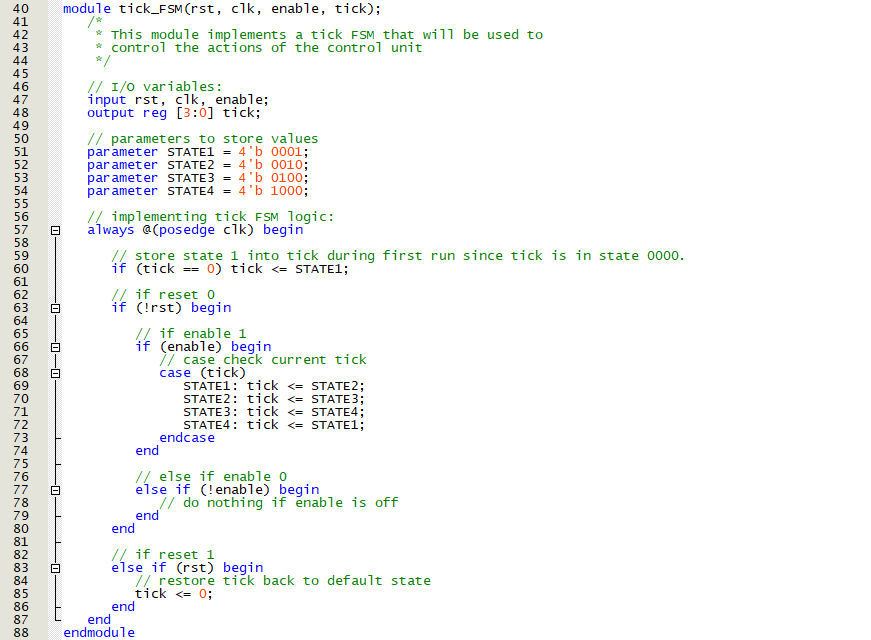 40 module tick_FSM(rst, clk, enable, tick);
41 /*
42 * This module implements a tick FSM that will be used to
43 * control the actions of the control unit
44 */
45
46 // I/O variables:
47 input rst, clk, enable;
48 output reg [3:0] tick;
49
50 // parameters to store values
51 parameter STATE1 = 4'b 0001;
52 parameter STATE2 = 4'b 0010;
53 parameter STATE3 = 4'b 0100;
54 parameter STATE4 = 4'b 1000;
55
56 // implementing tick FSM logic:
57 always @(posedge clk) begin
58
59 // store state 1 into tick during first run since tick is in state 0000.
60 if (tick == 0) tick <= STATE1;
61
62 // if reset 0
63 if (!rst) begin
64
65 // if enable 1
66 if (enable) begin
67 // case check current tick
68 case (tick)
69 STATE1: tick <= STATE2;
70 STATE2: tick <= STATE3;
71 STATE3: tick <= STATE4;
72 STATE4: tick <= STATE1;
73 endcase
74 end
75
76 // else if enable 0
77 else if (!enable) begin
78 // do nothing if enable is off
79 end
80 end
81
82 // if reset 1
83 else if (rst) begin
84 // restore tick back to default state
85 tick <= 0;
86 end
87 end
88 endmodule